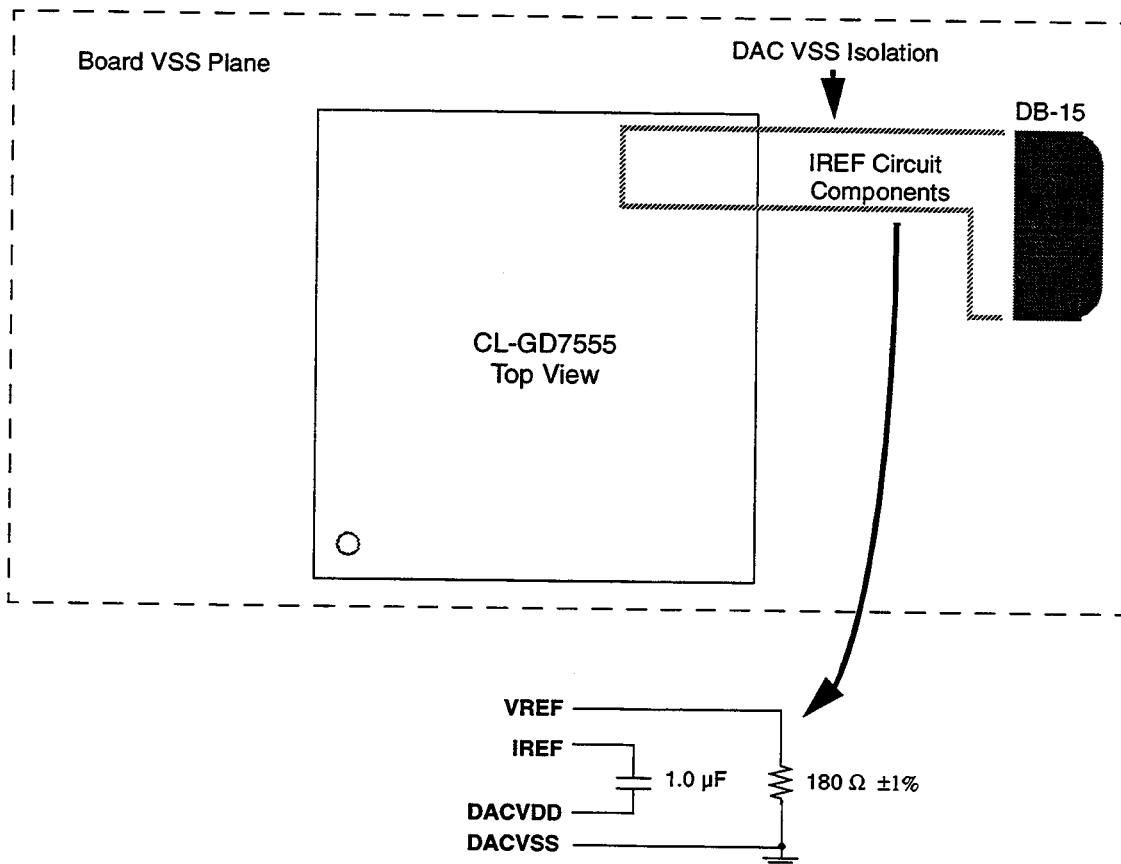 Board VSS Plane
DAC VSS Isolation
DB-15
IREF Circuit
Components
CL-GD7555
Top View
VREF
IREF
1.0 µF
180 Ω ±1%
DACVDD
DACVSS